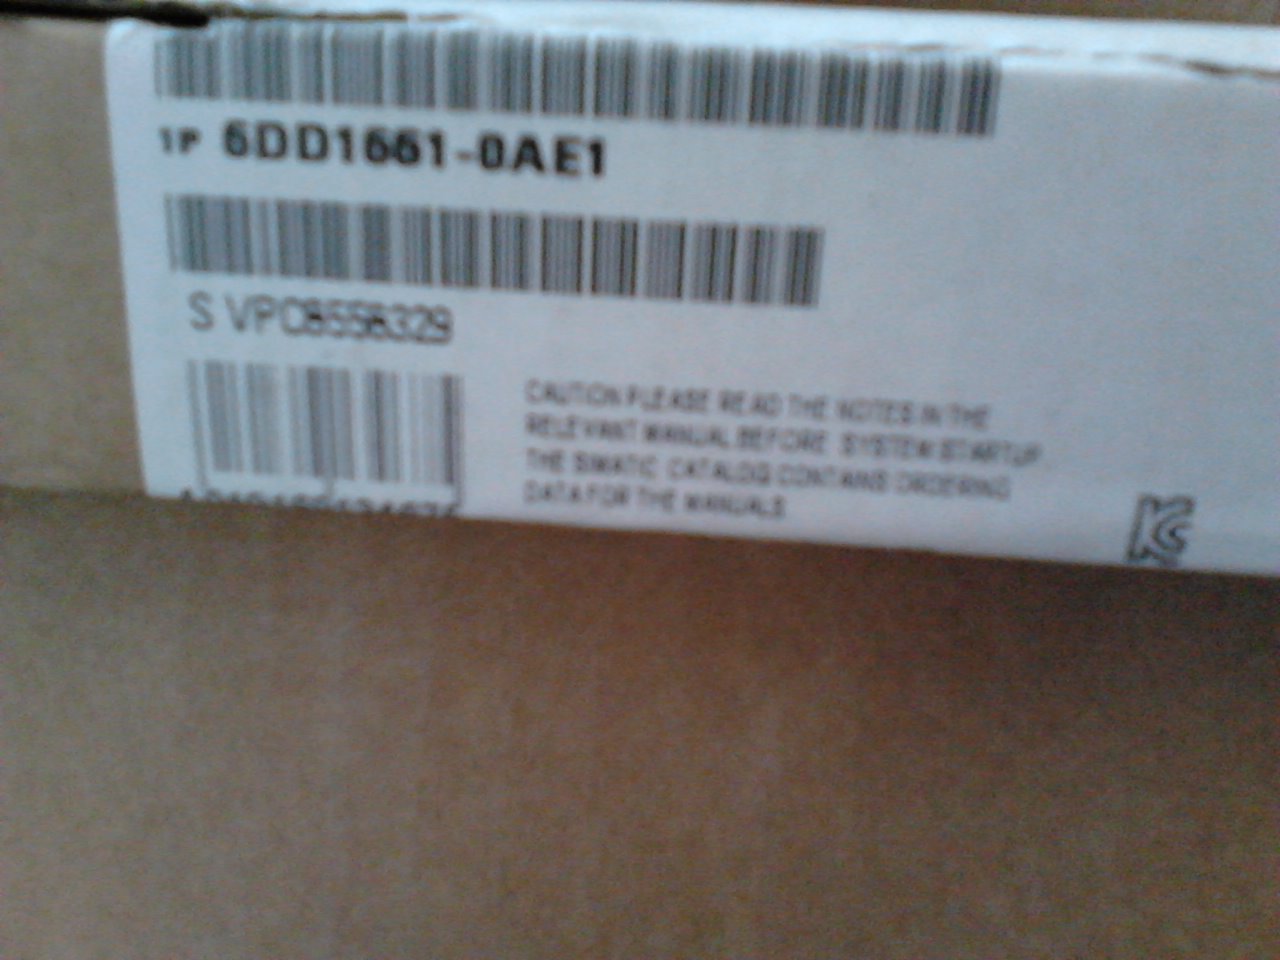 1P 6DD1661-0AE1
S VPC8556329
CAUTION PLEASE READ THE NOTES IN THE
RELEVANT MANUAL BEFORE SYSTEM STARTUP
THE SIMATIC CATALOG CONTAINS ORDERING
DATA FOR THE MANUALS